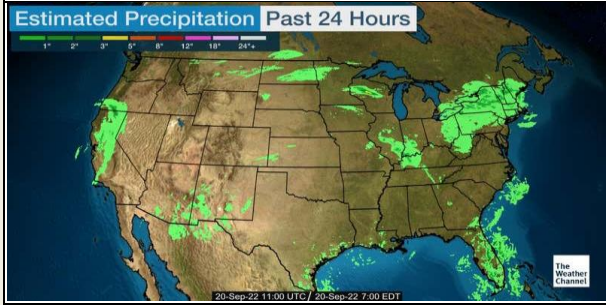 Estimated Precipitation Past 24 Hours
1" 2" 3" 5" 8" 12" 18" 24"+
The
Weather
Channel
20-Sep-22 11:00 UTC / 20-Sep-22 7:00 EDT